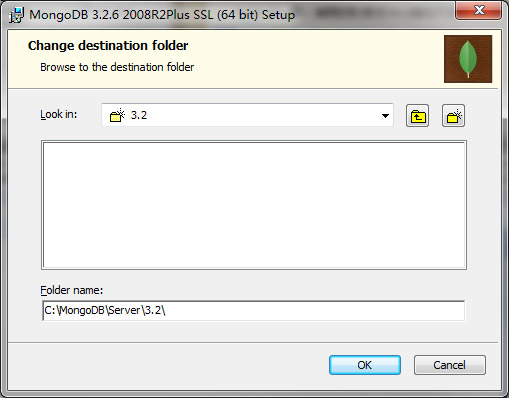 MongoDB 3.2.6 2008R2Plus SSL (64 bit) Setup
Change destination folder
Browse to the destination folder
Look in:
3.2
Folder name:
C:\MongoDB\Server\3.2\
OK
Cancel